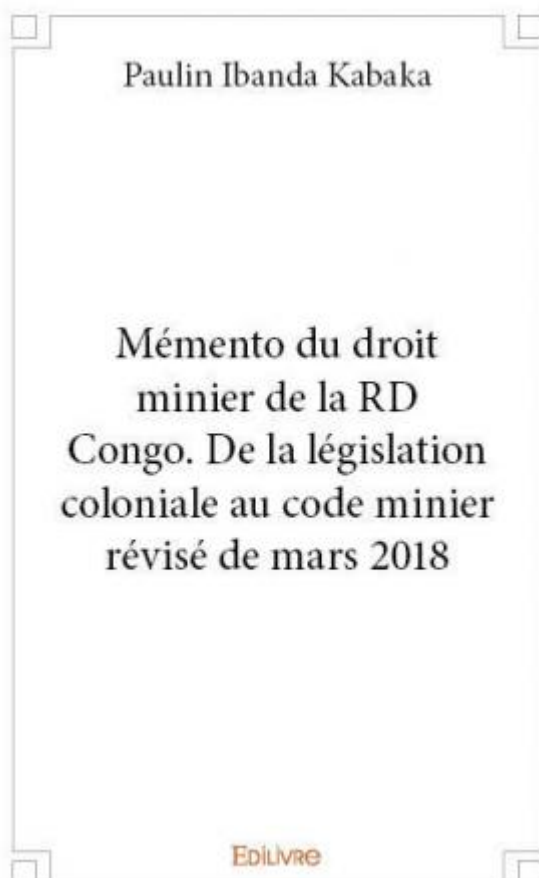 Paulin Ibanda Kabaka
Mémento du droit
minier de la RD
Congo. De la législation
coloniale au code minier
révisé de mars 2018
EDILIVRE